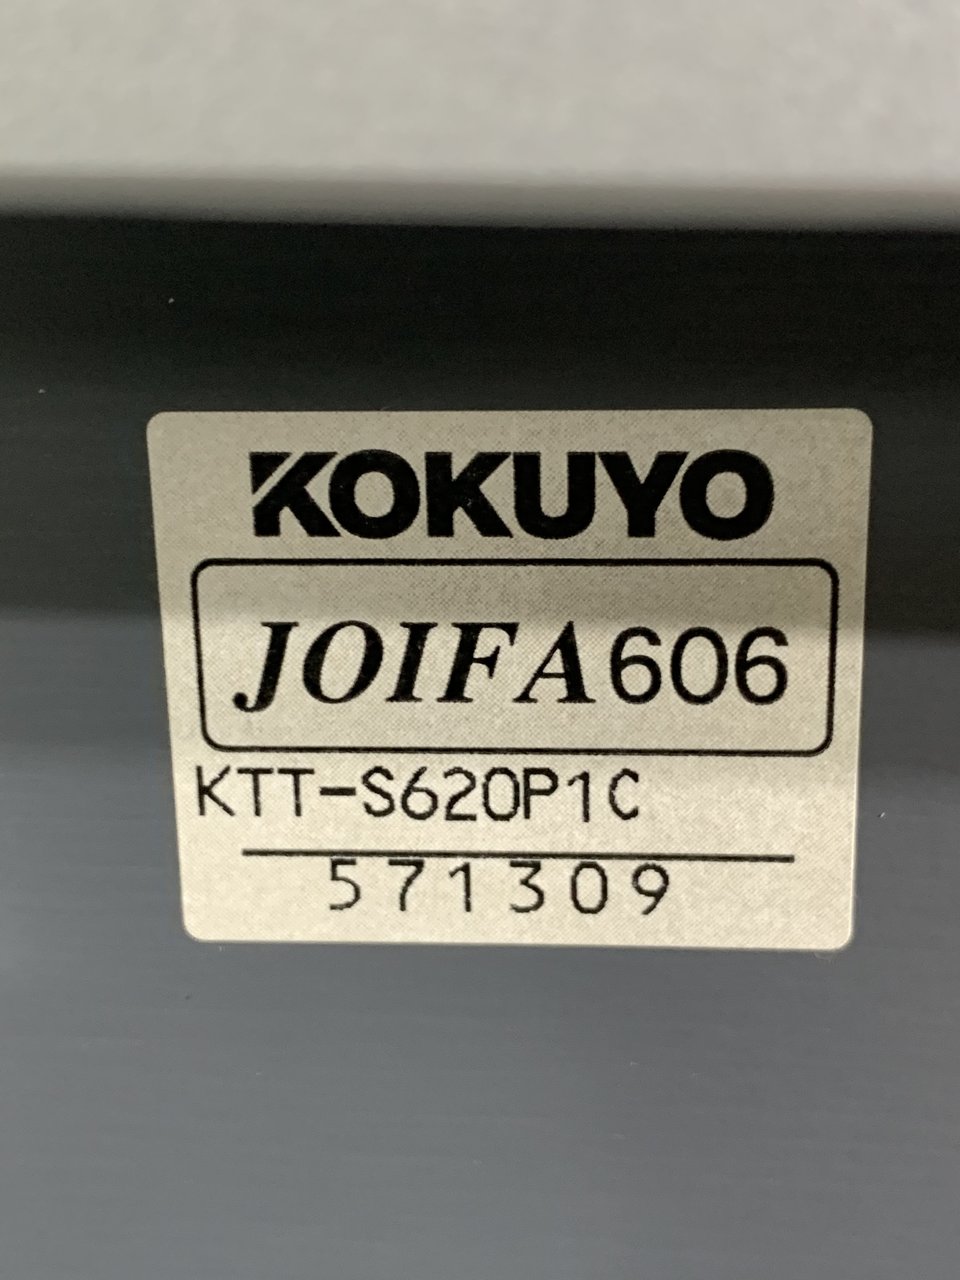 KOKUYO
JOIFA606
KTT-S620P1C
571309